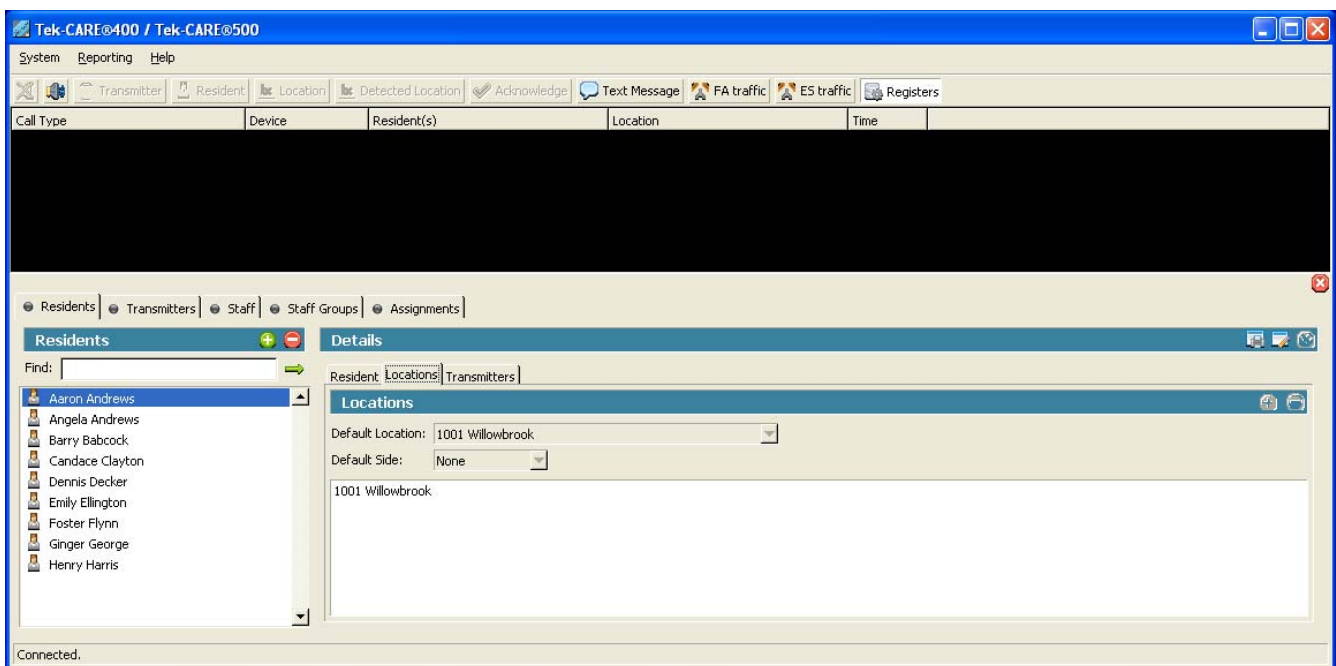 Tek-CARE®400 / Tek-CARE®500
System Reporting Help
Transmitter Resident Location Detected Location Acknowledge Text Message FA traffic ES traffic Registers
Call Type Device Resident(s) Location Time
Residents Transmitters Staff Staff Groups Assignments
Residents Details
Find:
Resident Locations Transmitters
Aaron Andrews
Locations
Angela Andrews
Default Location: 1001 Willowbrook
Barry Babcock
Candace Clayton
Default Side: None
Dennis Decker
1001 Willowbrook
Emily Ellington
Foster Flynn
Ginger George
Henry Harris
Connected.